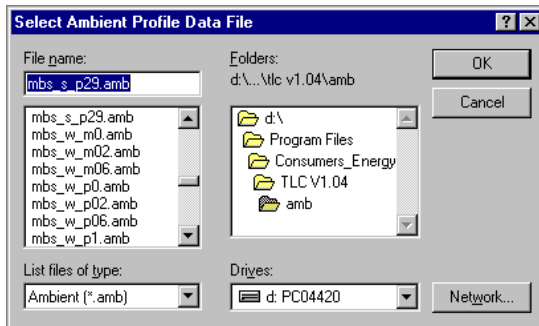 Select Ambient Profile Data File
File name:
mbs_s_p29.amb
mbs_s_p29.amb
mbs_w_m0.amb
mbs_w_m02.amb
mbs_w_m06.amb
mbs_w_p0.amb
mbs_w_p02.amb
mbs_w_p06.amb
mbs_w_p1.amb
List files of type:
Ambient (*.amb)
Folders:
d:\...\tlc v1.04\amb
d:\
Program Files
Consumers_Energy
TLC V1.04
amb
Drives:
d: PC04420
OK
Cancel
Network...